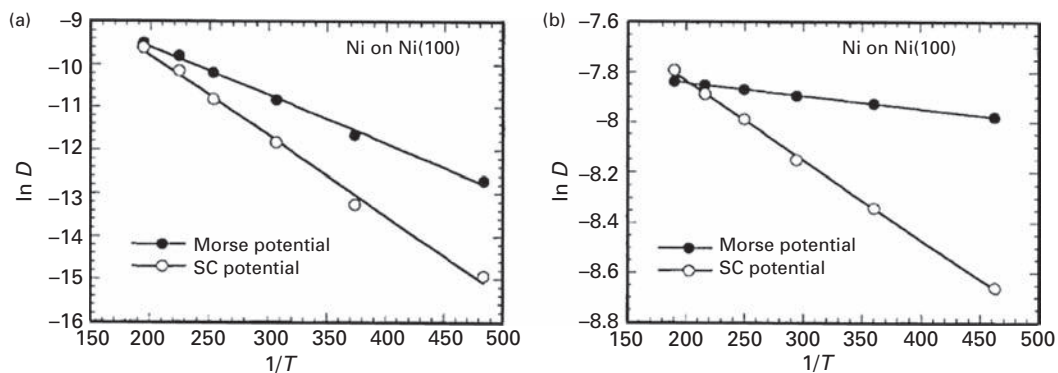 (a)
Ni on Ni(100)
ln D
−9
−10
−11
−12
−13
−14
−15
−16
Morse potential
SC potential
150 200 250 300 350 400 450 500
1/T
(b)
Ni on Ni(100)
ln D
−7.6
−7.8
−8
−8.2
−8.4
−8.6
−8.8
Morse potential
SC potential
150 200 250 300 350 400 450 500
1/T